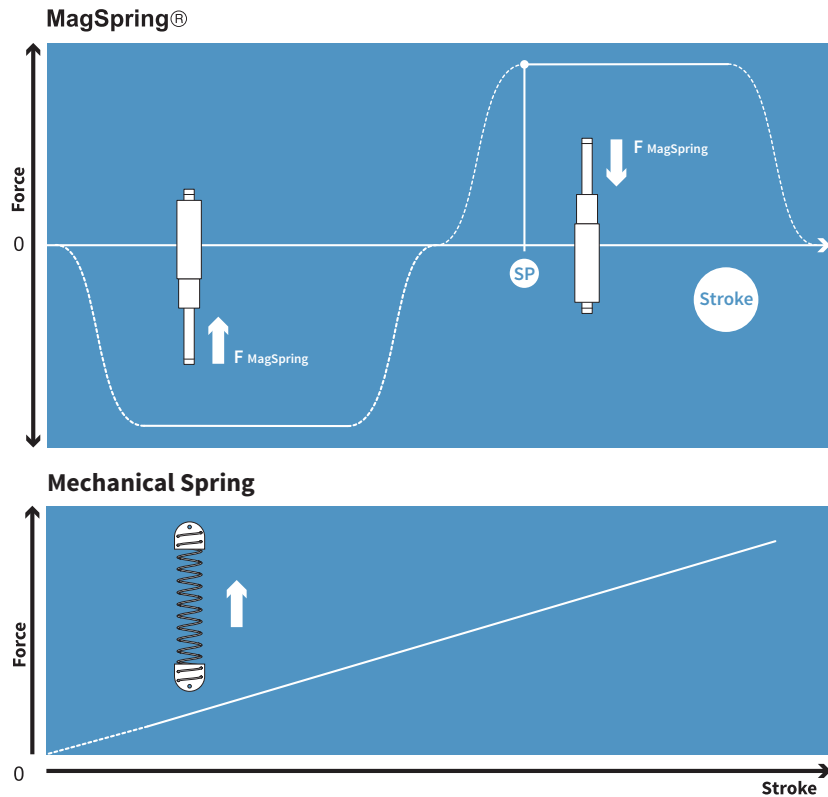 MagSpring®
Force
0
F MagSpring
F MagSpring
SP
Stroke
Mechanical Spring
Force
0
Stroke